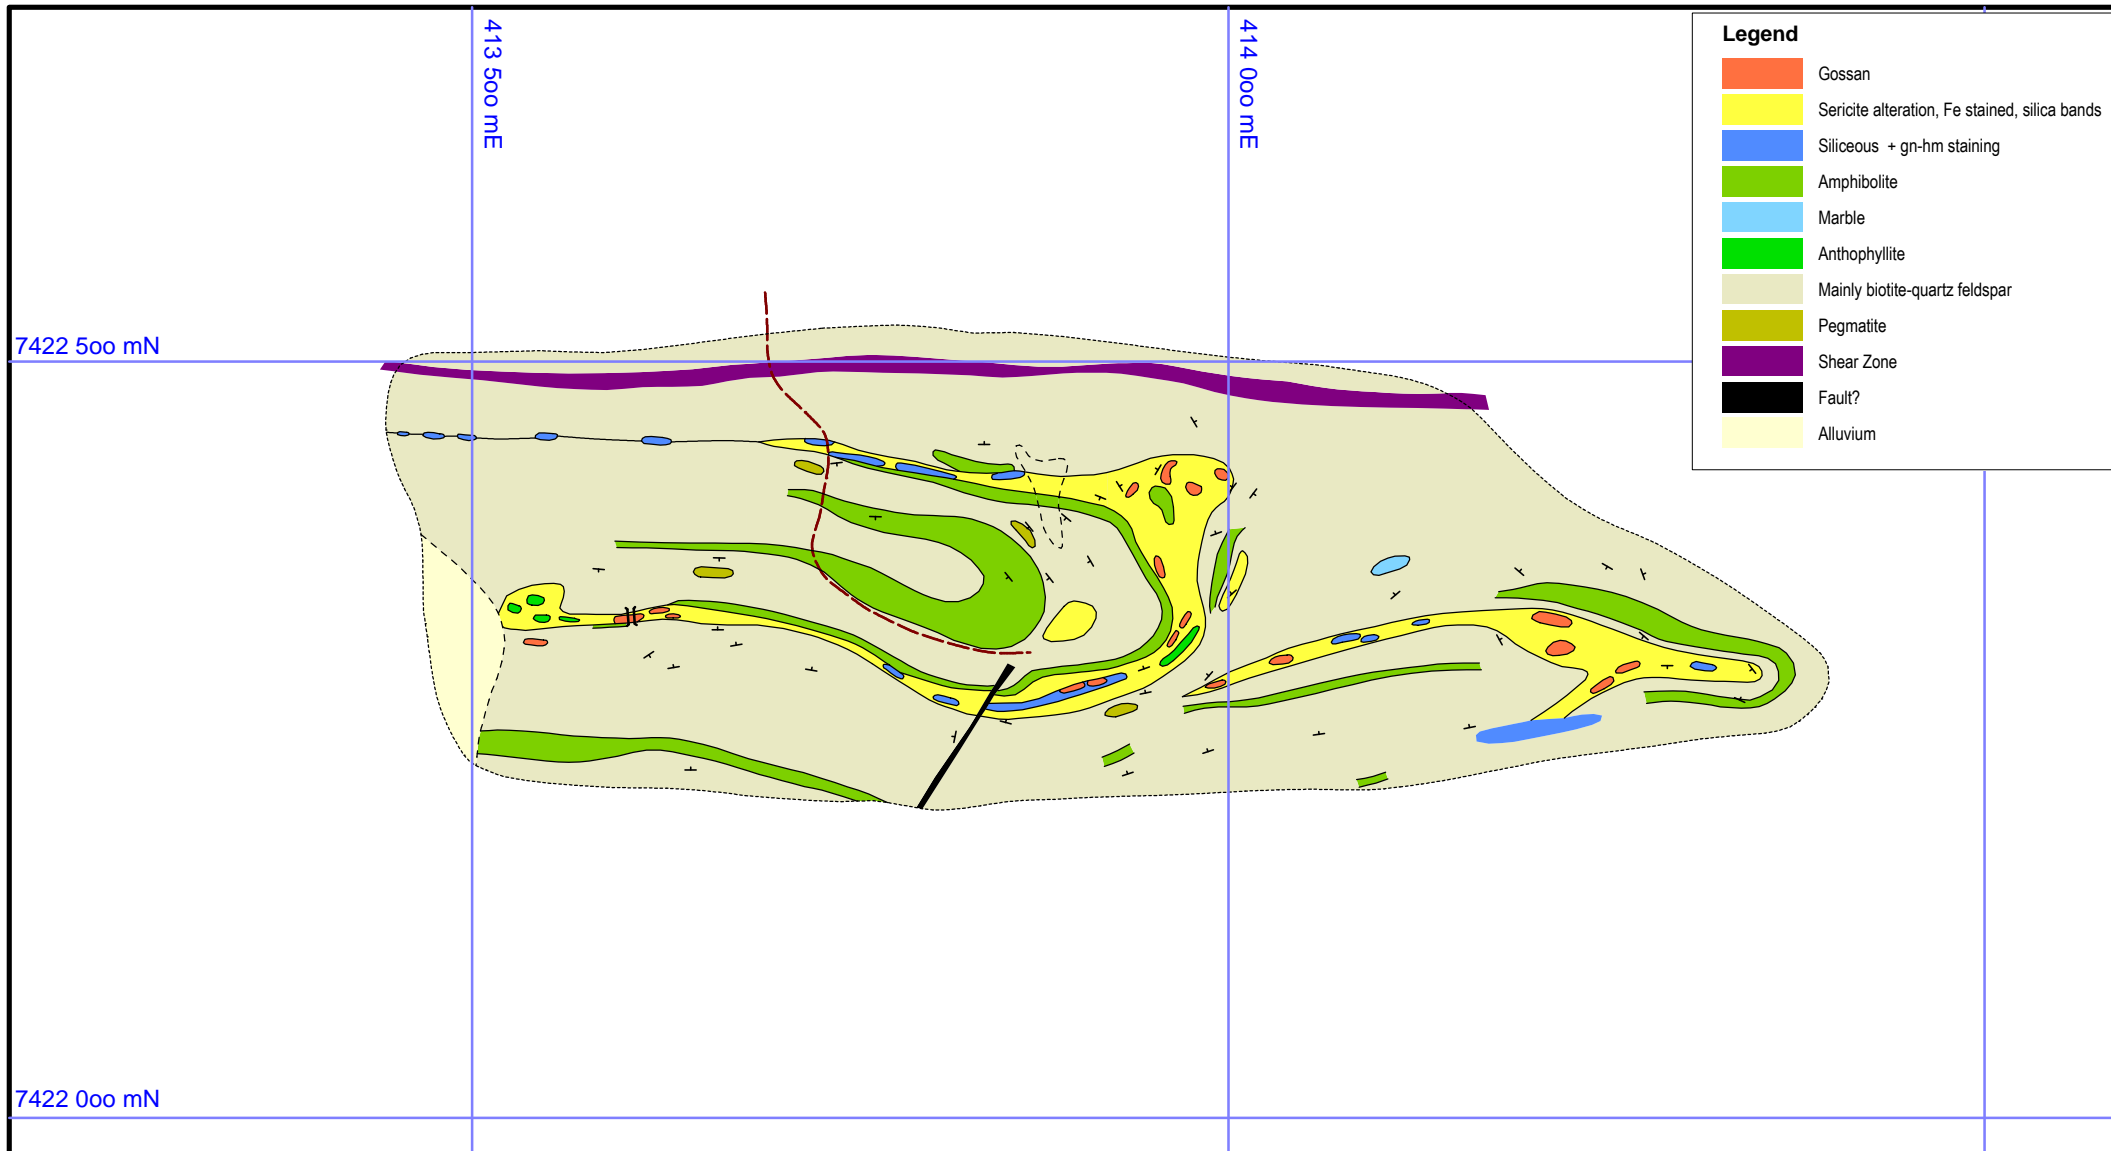 413 5oo mE
414 0oo mE
7422 5oo mN
7422 0oo mN
Legend
Gossan
Sericite alteration, Fe stained, silica bands
Siliceous + gn-hm staining
Amphibolite
Marble
Anthophyllite
Mainly biotite-quartz feldspar
Pegmatite
Shear Zone
Fault?
Alluvium